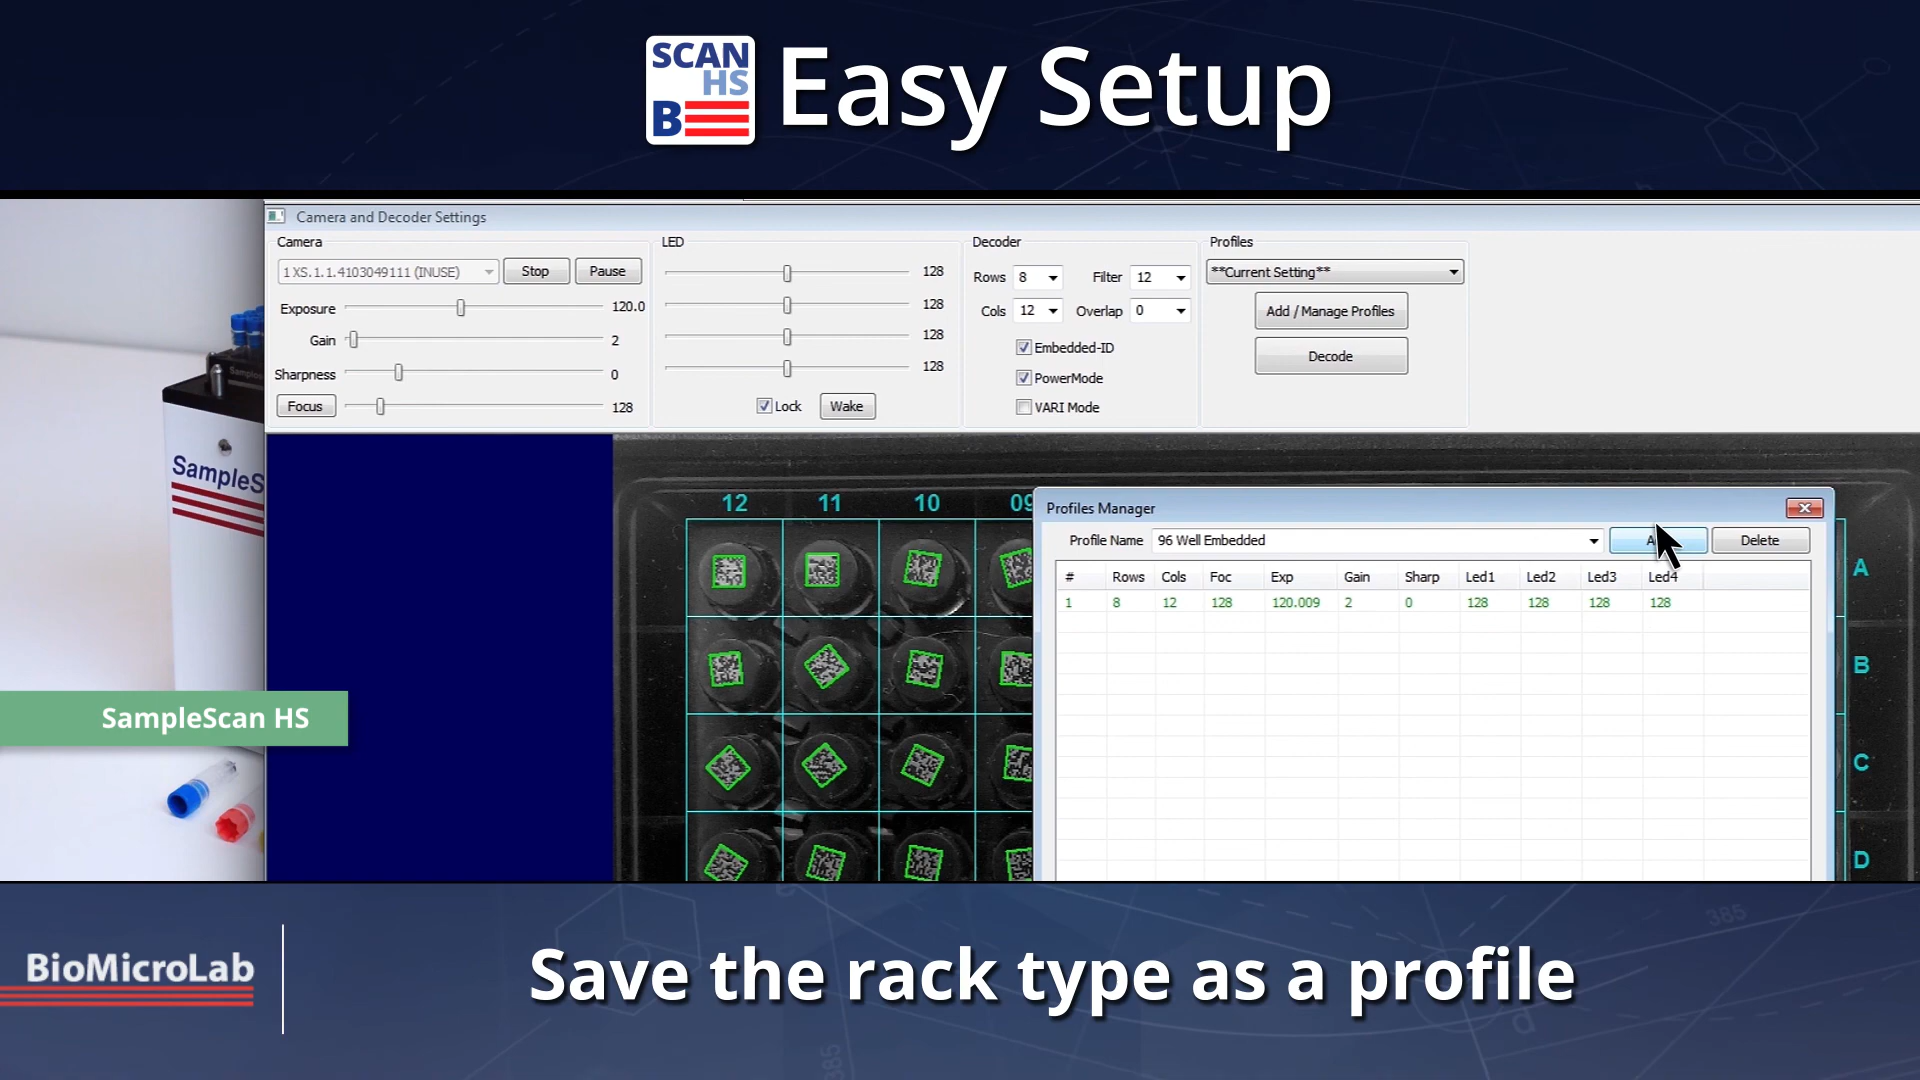 SCAN
HS
B
Easy Setup
Camera and Decoder Settings
Camera
1 XS.1.1.4103049111 (INUSE)
Stop
Pause
Exposure
120.0
Gain
2
Sharpness
0
Focus
128
LED
128
128
128
128
Lock
Wake
Decoder
Rows 8
Filter 12
Cols 12
Overlap 0
Embedded-ID
PowerMode
VARI Mode
Profiles
**Current Setting**
Add / Manage Profiles
Decode
12 11 10 09
A
B
C
D
Profiles Manager
Profile Name 96 Well Embedded
Delete
# Rows Cols Foc Exp Gain Sharp Led1 Led2 Led3 Led4
1 8 12 128 120.009 2 0 128 128 128 128
SampleS
SampleScan HS
BioMicroLab
Save the rack type as a profile
385
385